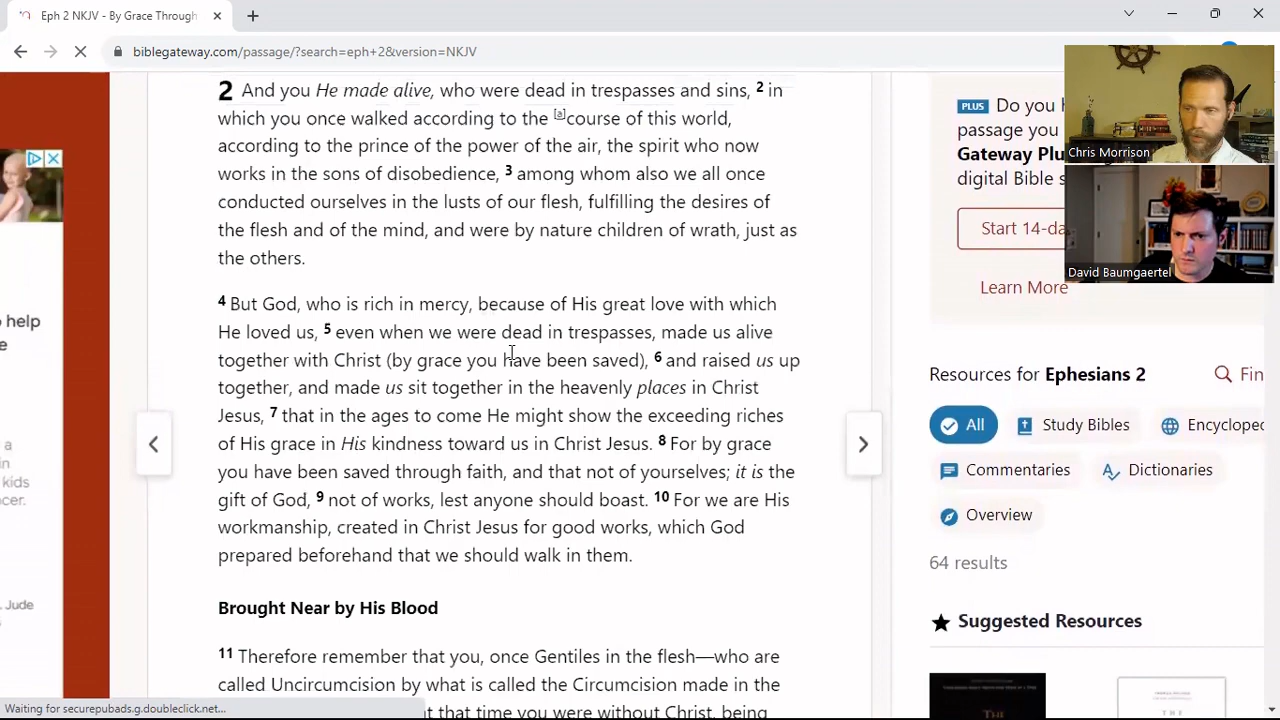 Eph 2 NKJV - By Grace Through
biblegateway.com/passage/?search=eph+2&version=NKJV
2 And you He made alive, who were dead in trespasses and sins, 2 in
which you once walked according to the [a]course of this world,
according to the prince of the power of the air, the spirit who now
works in the sons of disobedience, 3 among whom also we all once
conducted ourselves in the lusts of our flesh, fulfilling the desires of
the flesh and of the mind, and were by nature children of wrath, just as
the others.
4 But God, who is rich in mercy, because of His great love with which
He loved us, 5 even when we were dead in trespasses, made us alive
together with Christ (by grace you have been saved), 6 and raised us up
together, and made us sit together in the heavenly places in Christ
Jesus, 7 that in the ages to come He might show the exceeding riches
of His grace in His kindness toward us in Christ Jesus. 8 For by grace
you have been saved through faith, and that not of yourselves; it is the
gift of God, 9 not of works, lest anyone should boast. 10 For we are His
workmanship, created in Christ Jesus for good works, which God
prepared beforehand that we should walk in them.
Brought Near by His Blood
11 Therefore remember that you, once Gentiles in the flesh—who are
called Uncircumcision by what is called the Circumcision made in the
you were without Christ, being
PLUS Do you
passage you
Gateway Plu
digital Bible s
Start 14-da
Learn More
Chris Morrison
David Baumgaertel
Resources for Ephesians 2
Fin
All
Study Bibles
Encycloped
Commentaries
Dictionaries
Overview
64 results
Suggested Resources
THE
THE
o help
e
a
in
kids
cer.
. Jude
Waiting for securepubads.g.doubleclick.net...